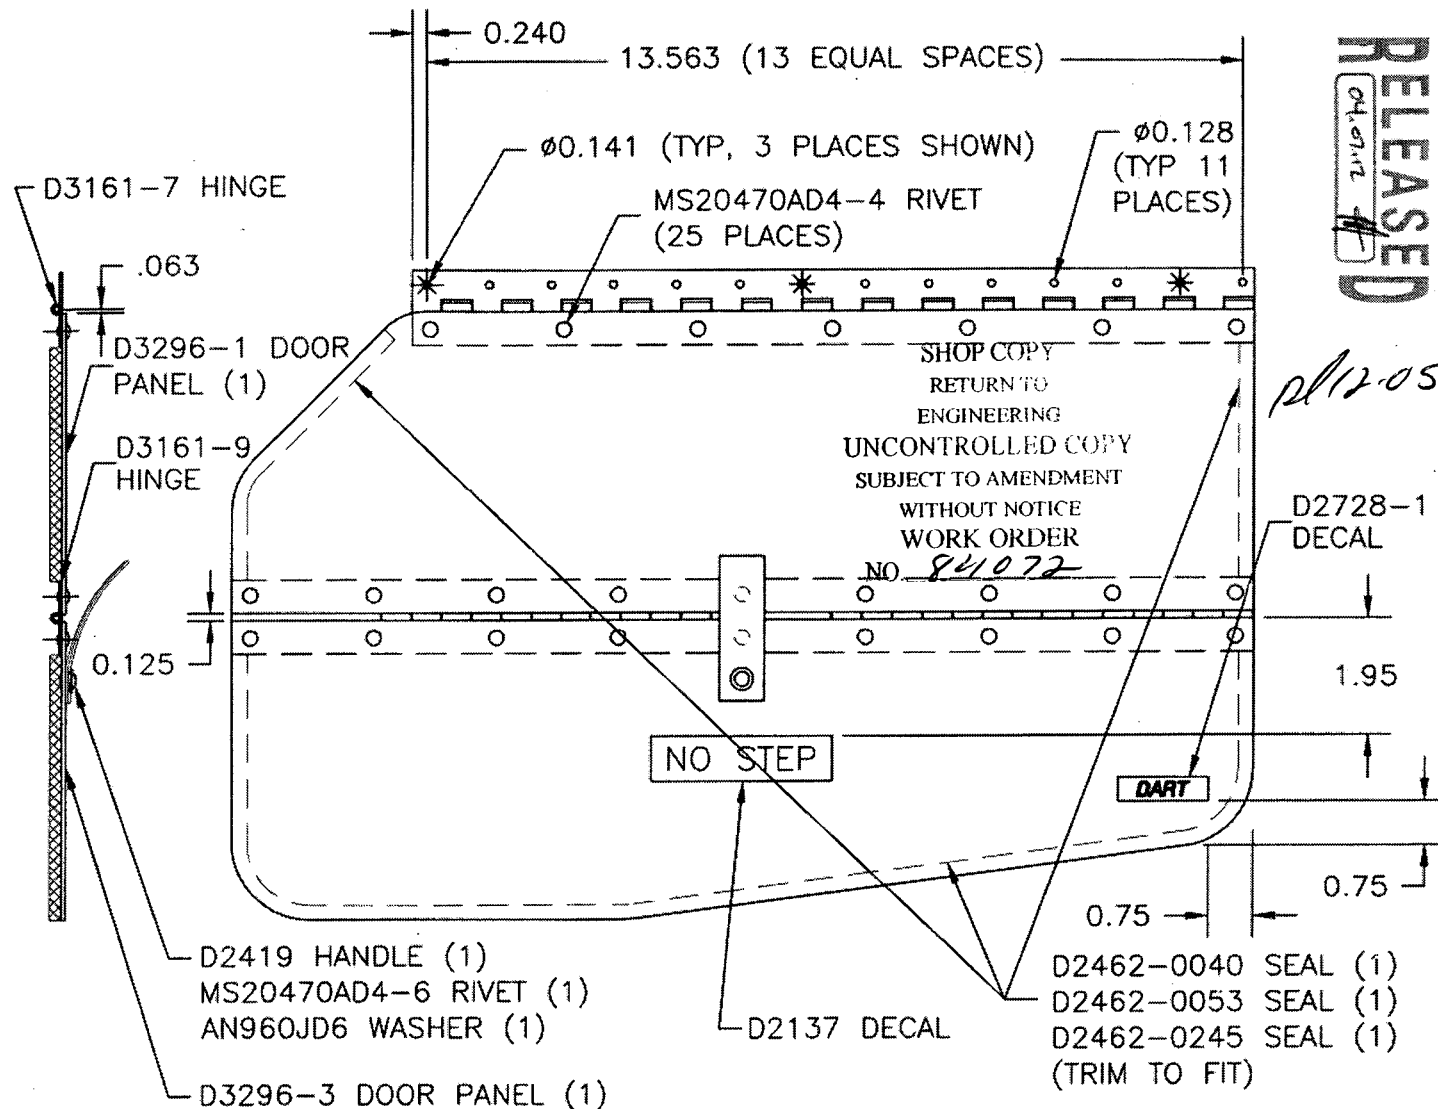 0.240
13.563 (13 EQUAL SPACES)
RELEASED
04.07.12
ø0.141 (TYP, 3 PLACES SHOWN)
ø0.128
(TYP 11
PLACES)
D3161-7 HINGE
MS20470AD4-4 RIVET
(25 PLACES)
.063
D3296-1 DOOR
PANEL (1)
D3161-9
HINGE
SHOP COPY
RETURN TO
ENGINEERING
UNCONTROLLED COPY
SUBJECT TO AMENDMENT
WITHOUT NOTICE
WORK ORDER
NO 84072
D2728-1
DECAL
0.125
1.95
NO STEP
DART
0.75
0.75
D2419 HANDLE (1)
MS20470AD4-6 RIVET (1)
AN960JD6 WASHER (1)
D2137 DECAL
D2462-0040 SEAL (1)
D2462-0053 SEAL (1)
D2462-0245 SEAL (1)
(TRIM TO FIT)
D3296-3 DOOR PANEL (1)